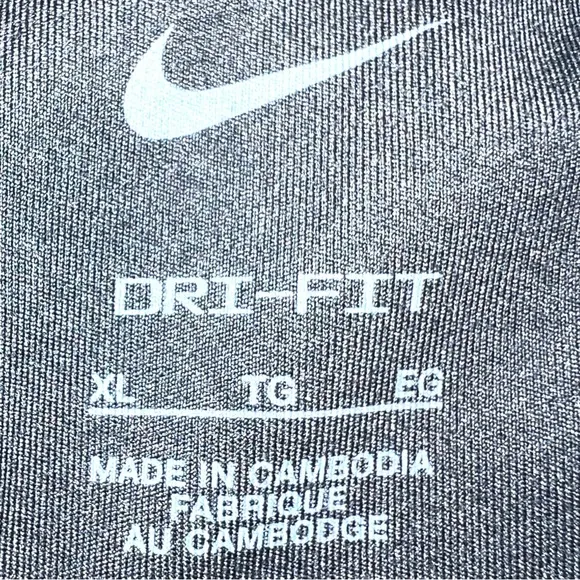 DRI-FIT
XL TG EG
MADE IN CAMBODIA
FABRIQUE
AU CAMBODGE